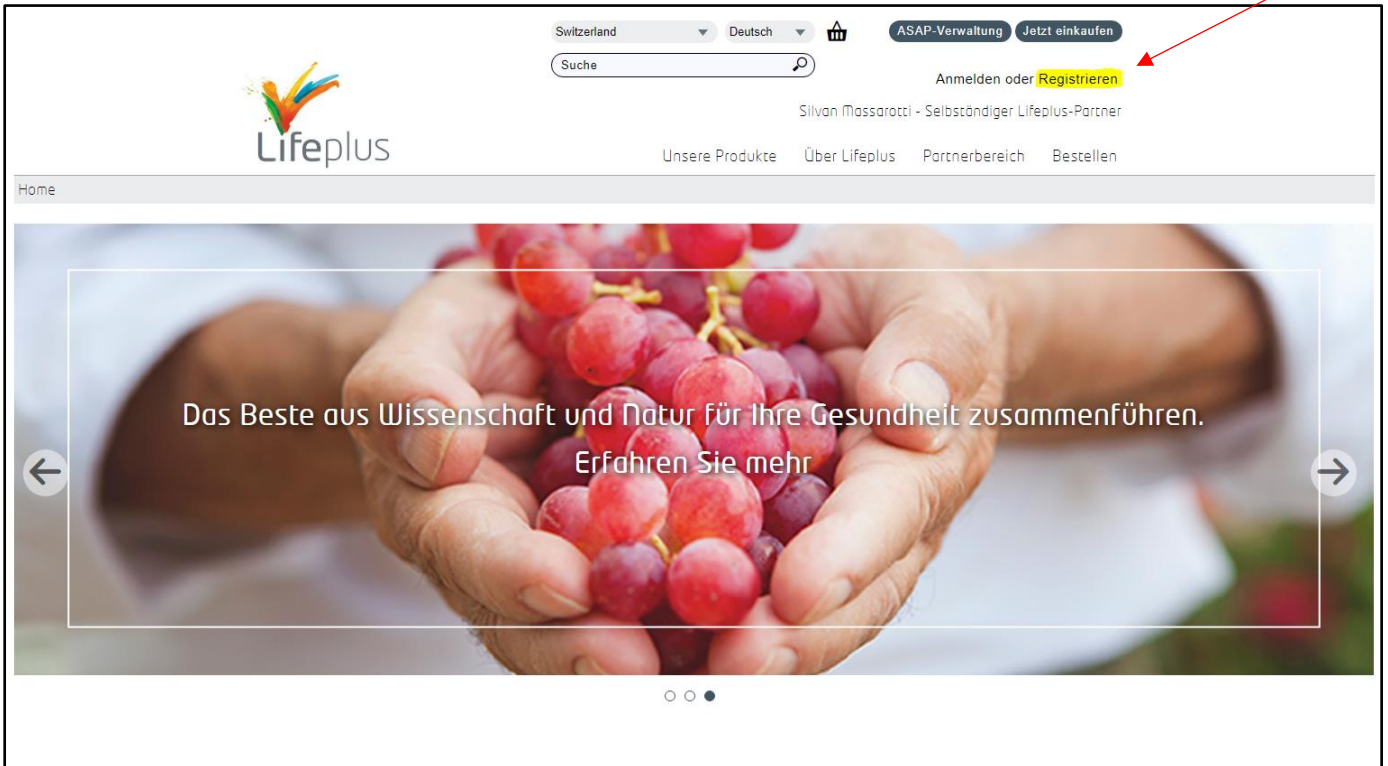 Switzerland Deutsch ASAP-Verwaltung Jetzt einkaufen
Suche
Anmelden oder Registrieren
Silvan Massarotti - Selbständiger Lifeplus-Partner
Lifeplus
Unsere Produkte Über Lifeplus Partnerbereich Bestellen
Home
Das Beste aus Wissenschaft und Natur für Ihre Gesundheit zusammenführen.
Erfahren Sie mehr